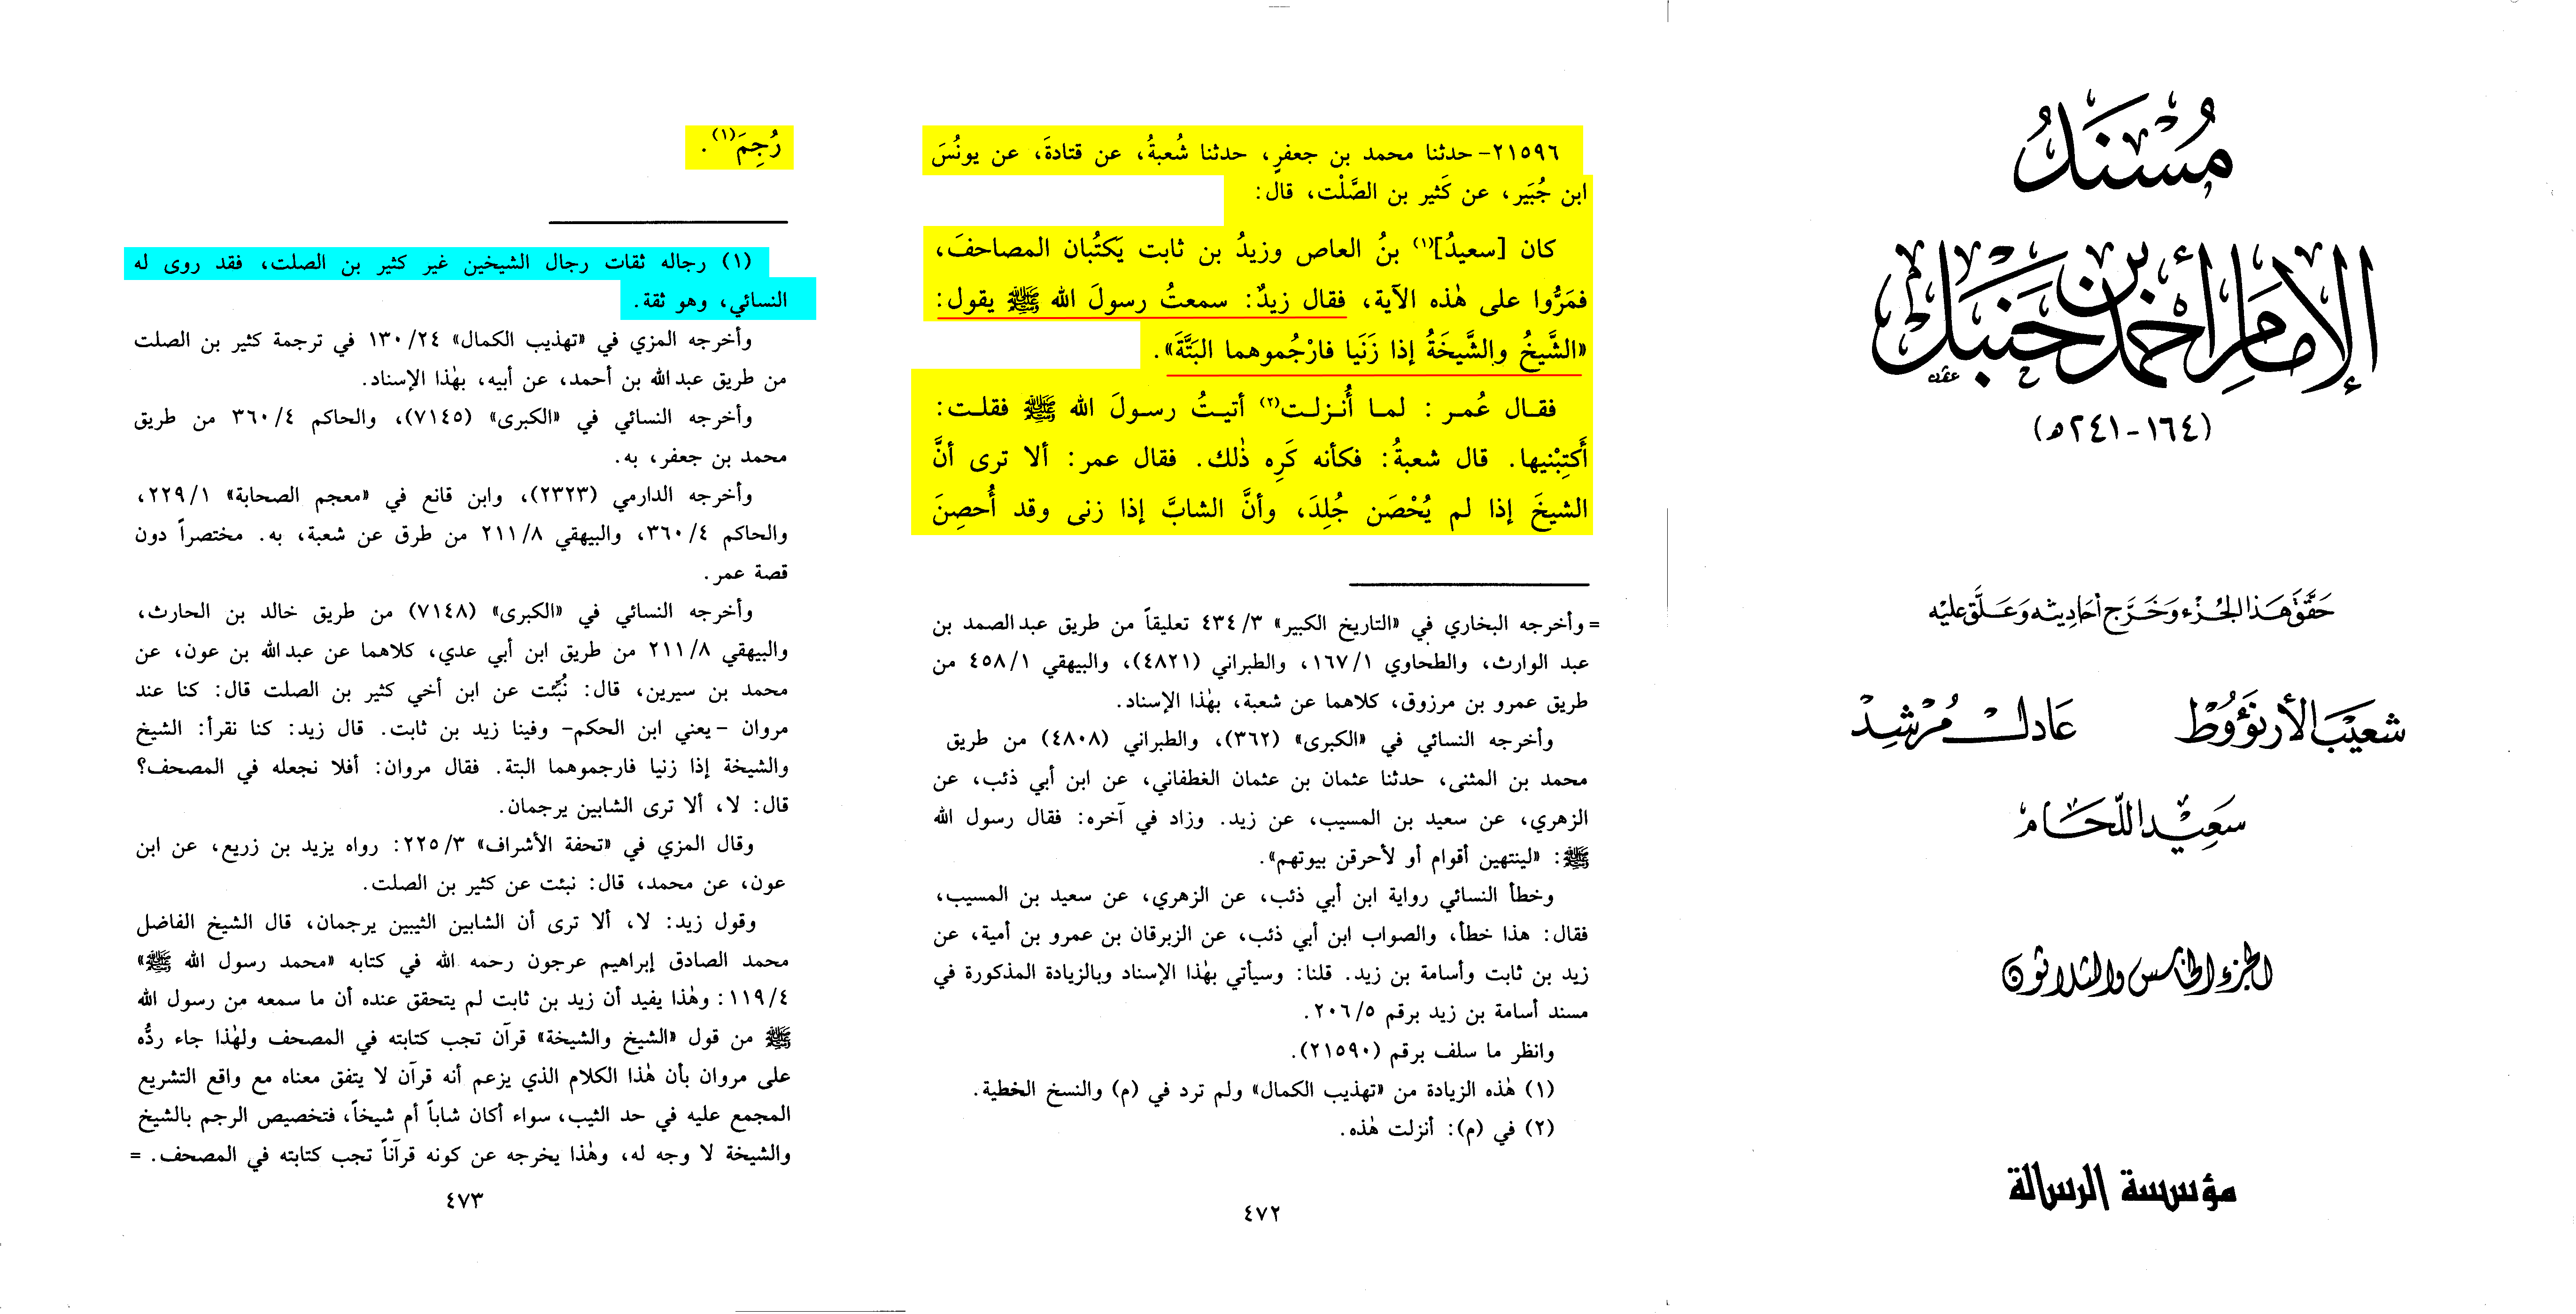 مُسْنَدُ
الإمام أحمد بن حنبل
(١٦٤-٢٤١هـ)
حَقَّقَ هَذا الجُزْء وَخَرَّج أحَاديثه وَعَلَّق عليْه
شعَيْب الأرنؤوُط عَادل مُرْشِد
سَعِيْد اللّحَام
الجزء الخامس والثلاثون
مؤسسة الرسالة
٢١٥٩٦- حدثنا محمد بن جعفرٍ، حدثنا شُعبةُ، عن قتادةَ، عن يونُسَ
ابن جُبَير، عن كَثير بن الصَّلْت، قال:
كان [سعيدُ](١) بنُ العاص وزيدُ بن ثابت يَكتُبان المصاحفَ،
فمَرُّوا على هٰذه الآية، فقال زيدٌ: سمعتُ رسولَ الله ﷺ يقول:
«الشَّيخُ والشَّيخَةُ إذا زَنَيا فارْجُموهما البَتَّةَ».
فقال عُمر: لما أُنزلت(٢) أتيتُ رسولَ الله ﷺ فقلت:
أَكتِبْنيها. قال شعبةُ: فكأنه كَرِه ذٰلك. فقال عمر: ألا ترى أنَّ
الشيخَ إذا لم يُحْصَن جُلِدَ، وأنَّ الشابَّ إذا زنى وقد أُحصِنَ
= وأخرجه البخاري في «التاريخ الكبير» ٤٣٤/٣ تعليقاً من طريق عبد الصمد بن
عبد الوارث، والطحاوي ١٦٧/١، والطبراني (٤٨٢١)، والبيهقي ٤٥٨/١ من
طريق عمرو بن مرزوق، كلاهما عن شعبة، بهٰذا الإسناد.
وأخرجه النسائي في «الكبرى» (٣٦٢)، والطبراني (٤٨٠٨) من طريق
محمد بن المثنى، حدثنا عثمان بن عثمان الغطفاني، عن ابن أبي ذئب، عن
الزهري، عن سعيد بن المسيب، عن زيد. وزاد في آخره: فقال رسول الله
ﷺ: «لينتهين أقوام أو لأحرقن بيوتهم».
وخطأ النسائي رواية ابن أبي ذئب، عن الزهري، عن سعيد بن المسيب،
فقال: هذا خطأ، والصواب ابن أبي ذئب، عن الزبرقان بن عمرو بن أمية، عن
زيد بن ثابت وأسامة بن زيد. قلنا: وسيأتي بهٰذا الإسناد وبالزيادة المذكورة في
مسند أسامة بن زيد برقم ٢٠٦/٥.
وانظر ما سلف برقم (٢١٥٩٠).
(١) هٰذه الزيادة من «تهذيب الكمال» ولم ترد في (م) والنسخ الخطية.
(٢) في (م): أنزلت هٰذه.
٤٧٢
رُجِمَ(١).
(١) رجاله ثقات رجال الشيخين غير كثير بن الصلت، فقد روى له
النسائي، وهو ثقة.
وأخرجه المزي في «تهذيب الكمال» ١٣٠/٢٤ في ترجمة كثير بن الصلت
من طريق عبد الله بن أحمد، عن أبيه، بهٰذا الإسناد.
وأخرجه النسائي في «الكبرى» (٧١٤٥)، والحاكم ٣٦٠/٤ من طريق
محمد بن جعفر، به.
وأخرجه الدارمي (٢٣٢٣)، وابن قانع في «معجم الصحابة» ٢٢٩/١،
والحاكم ٣٦٠/٤، والبيهقي ٢١١/٨ من طرق عن شعبة، به. مختصراً دون
قصة عمر.
وأخرجه النسائي في «الكبرى» (٧١٤٨) من طريق خالد بن الحارث،
والبيهقي ٢١١/٨ من طريق ابن أبي عدي، كلاهما عن عبد الله بن عون، عن
محمد بن سيرين، قال: نُبِّئت عن ابن أخي كثير بن الصلت قال: كنا عند
مروان -يعني ابن الحكم- وفينا زيد بن ثابت. قال زيد: كنا نقرأ: الشيخ
والشيخة إذا زنيا فارجموهما البتة. فقال مروان: أفلا نجعله في المصحف؟
قال: لا، ألا ترى الشابين يرجمان.
وقال المزي في «تحفة الأشراف» ٢٢٥/٣: رواه يزيد بن زريع، عن ابن
عون، عن محمد، قال: نبئت عن كثير بن الصلت.
وقول زيد: لا، ألا ترى أن الشابين الثيبين يرجمان، قال الشيخ الفاضل
محمد الصادق إبراهيم عرجون رحمه الله في كتابه «محمد رسول الله ﷺ»
١١٩/٤: وهٰذا يفيد أن زيد بن ثابت لم يتحقق عنده أن ما سمعه من رسول الله
ﷺ من قول «الشيخ والشيخة» قرآن تجب كتابته في المصحف ولهٰذا جاء ردُّه
على مروان بأن هٰذا الكلام الذي يزعم أنه قرآن لا يتفق معناه مع واقع التشريع
المجمع عليه في حد الثيب، سواء أكان شاباً أم شيخاً، فتخصيص الرجم بالشيخ
والشيخة لا وجه له، وهٰذا يخرجه عن كونه قرآناً تجب كتابته في المصحف. =
٤٧٣